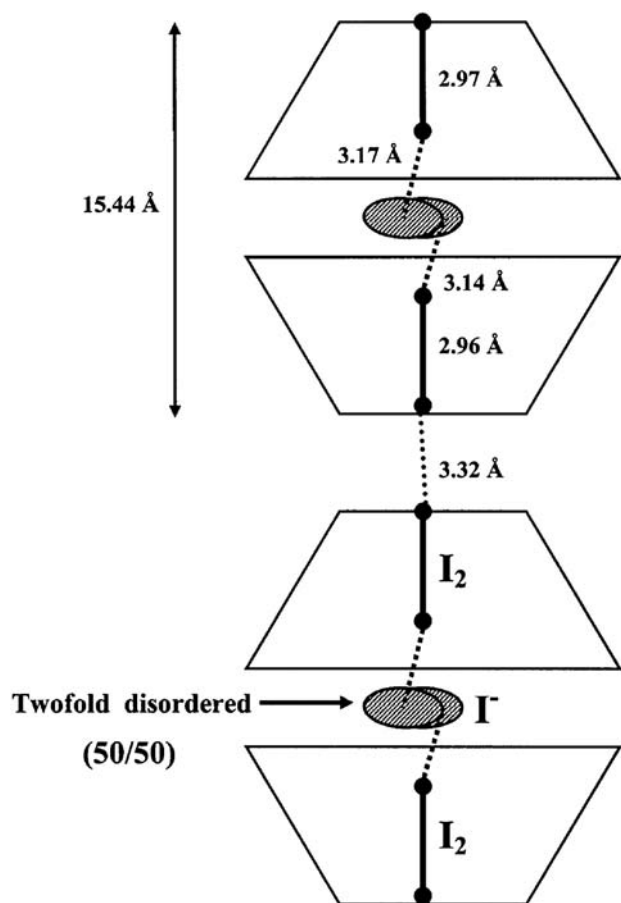 2.97 Å
3.17 Å
15.44 Å
3.14 Å
2.96 Å
3.32 Å
I₂
Twofold disordered
I⁻
(50/50)
I₂